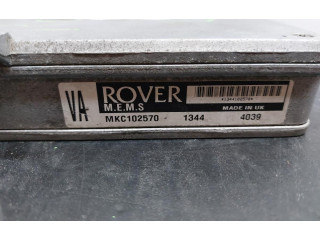 VA
ROVER
M.E.M.S
MADE IN UK
MKC102570 1344 4039